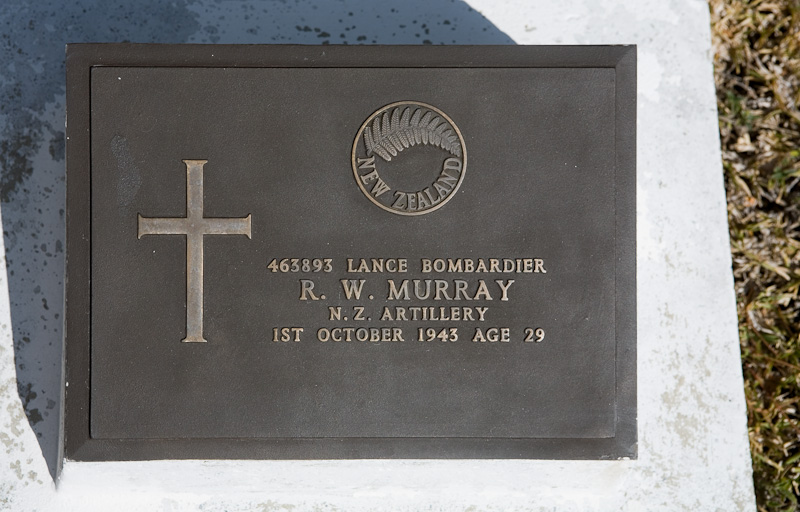 NEW ZEALAND
463893 LANCE BOMBARDIER
R. W. MURRAY
N.Z. ARTILLERY
1ST OCTOBER 1943 AGE 29